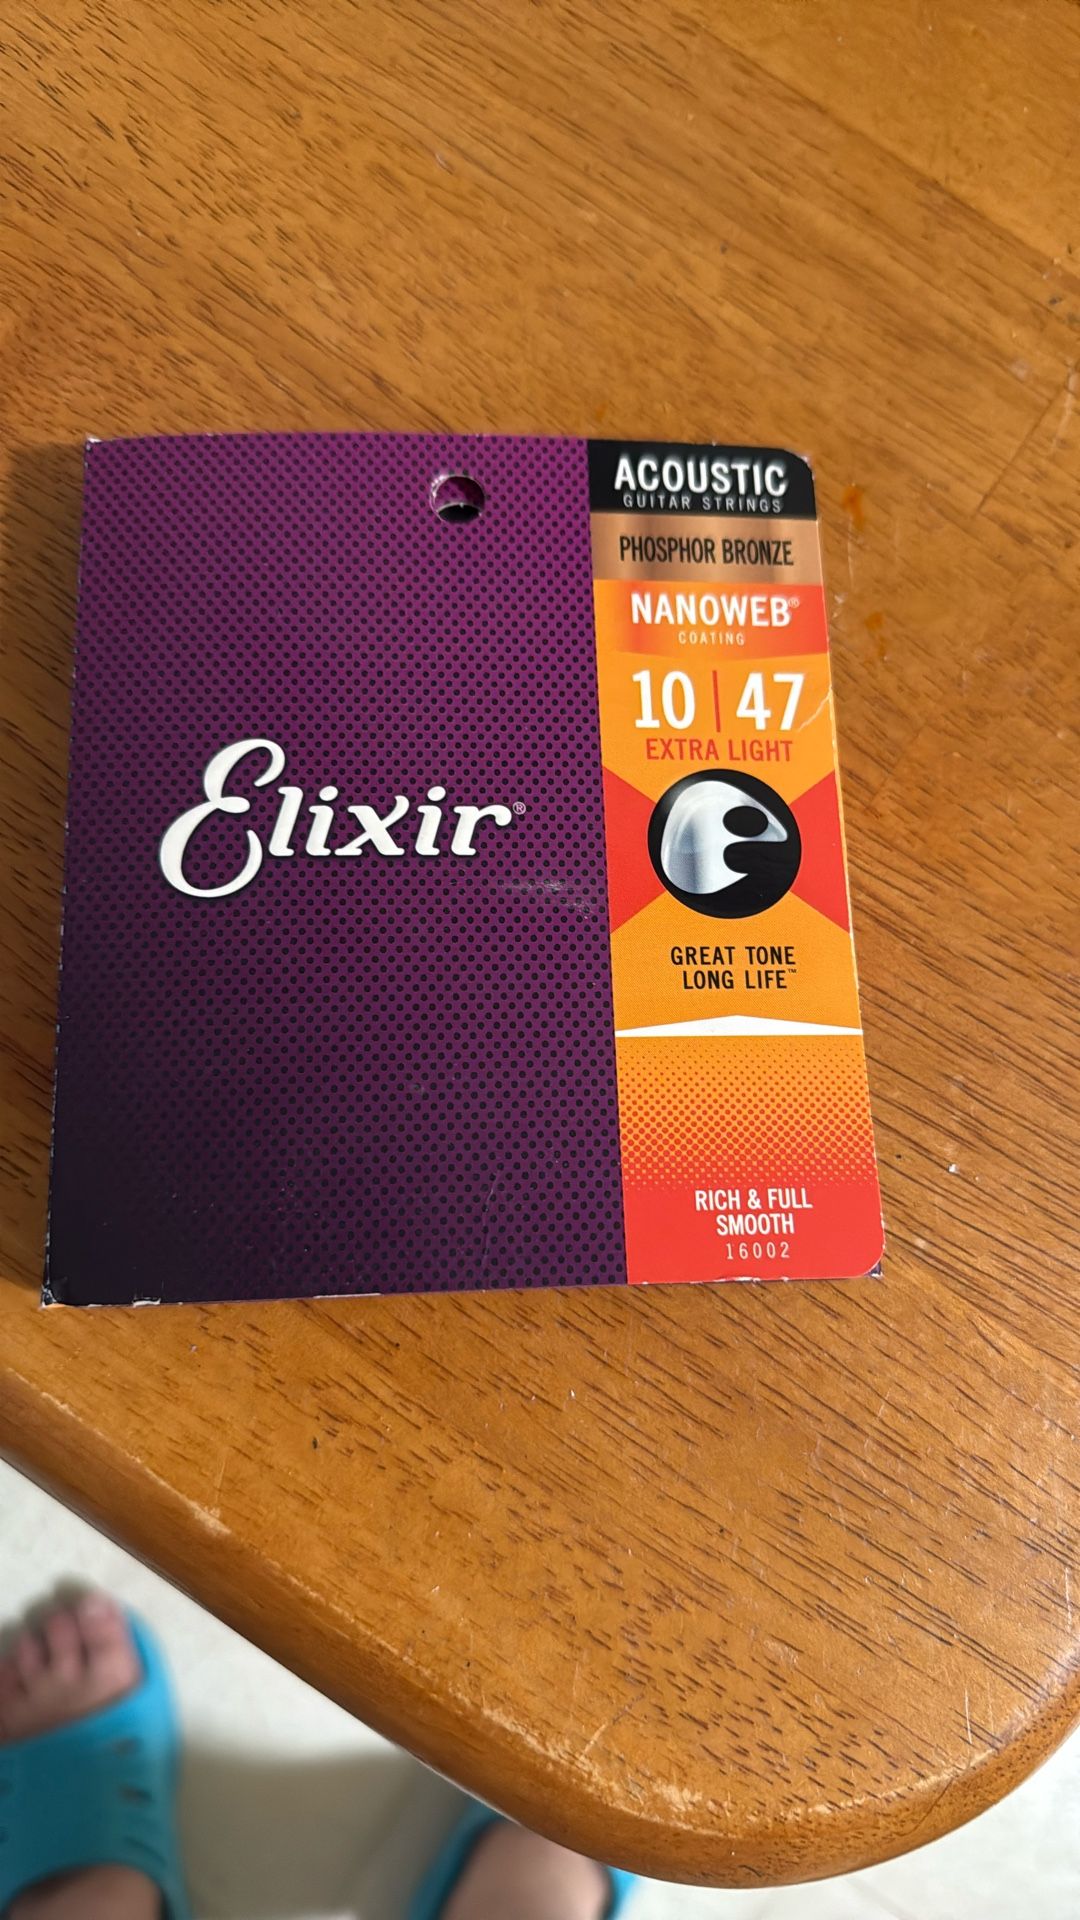 ACOUSTIC
GUITAR STRINGS
PHOSPHOR BRONZE
NANOWEB®
COATING
10 | 47
EXTRA LIGHT
Elixir®
GREAT TONE
LONG LIFE™
RICH & FULL
SMOOTH
16002